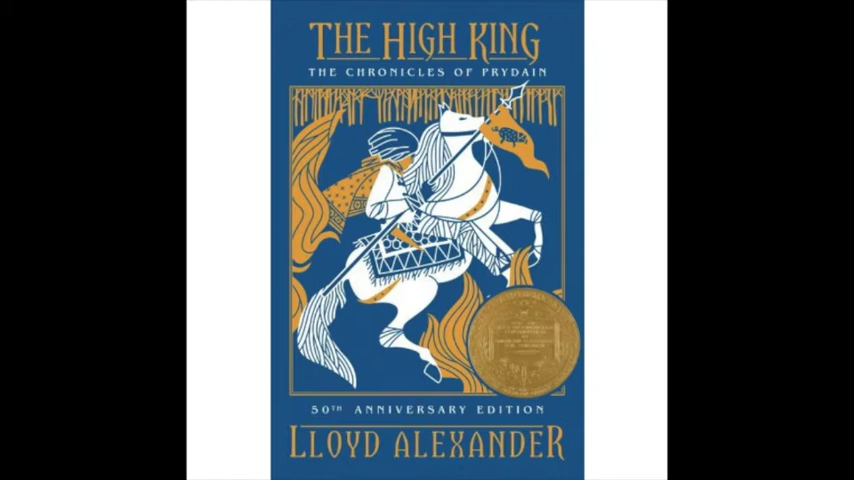 THE HIGH KING
THE CHRONICLES OF PRYDAIN
50TH ANNIVERSARY EDITION
LLOYD ALEXANDER